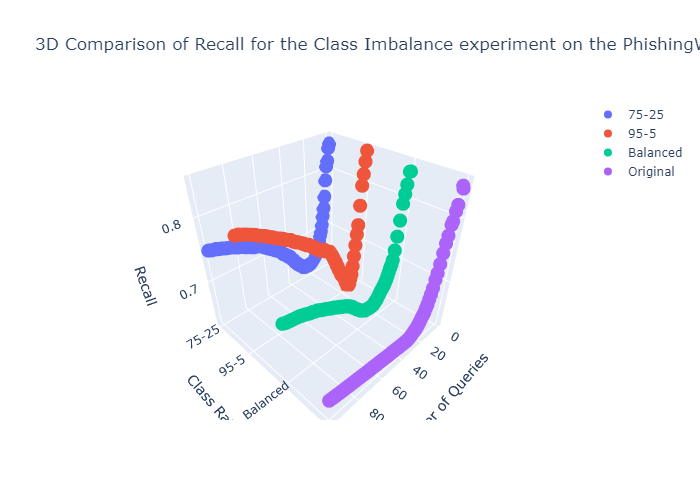 3D Comparison of Recall for the Class Imbalance experiment on the Phishing
75-25
95-5
Balanced
Original
0.8
0.7
Recall
75-25
95-5
Balanced
Class Ra
0
20
40
60
80
of Queries